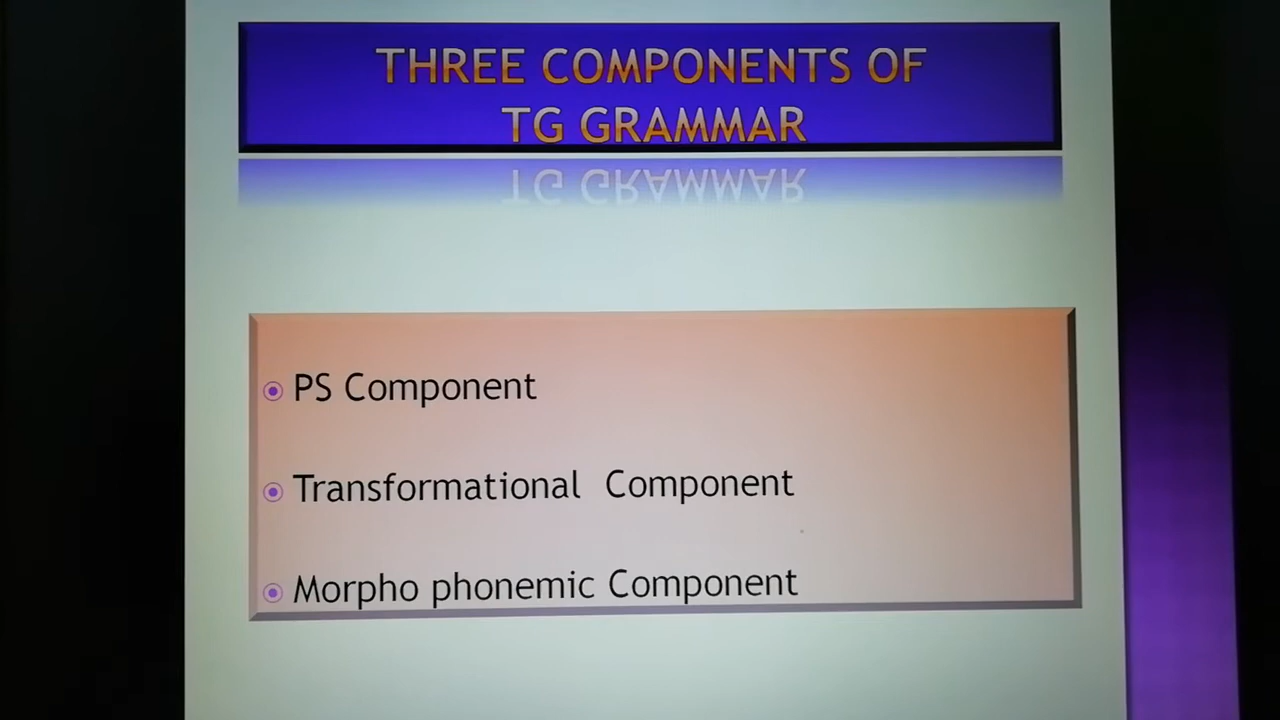 THREE COMPONENTS OF
TG GRAMMAR
PS Component
Transformational Component
Morpho phonemic Component